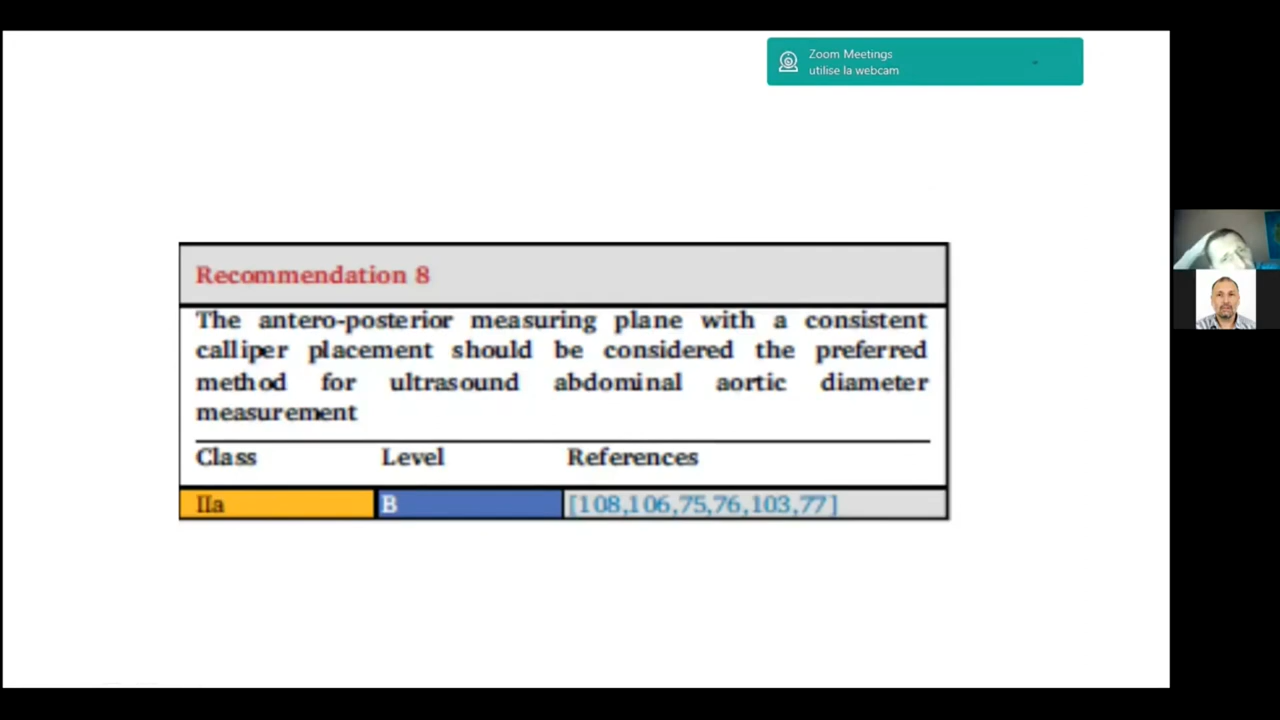 Zoom Meetings
utilise la webcam
Recommendation 8
The antero-posterior measuring plane with a consistent
calliper placement should be considered the preferred
method for ultrasound abdominal aortic diameter
measurement
Class Level References
IIa B [108,106,75,76,103,77]